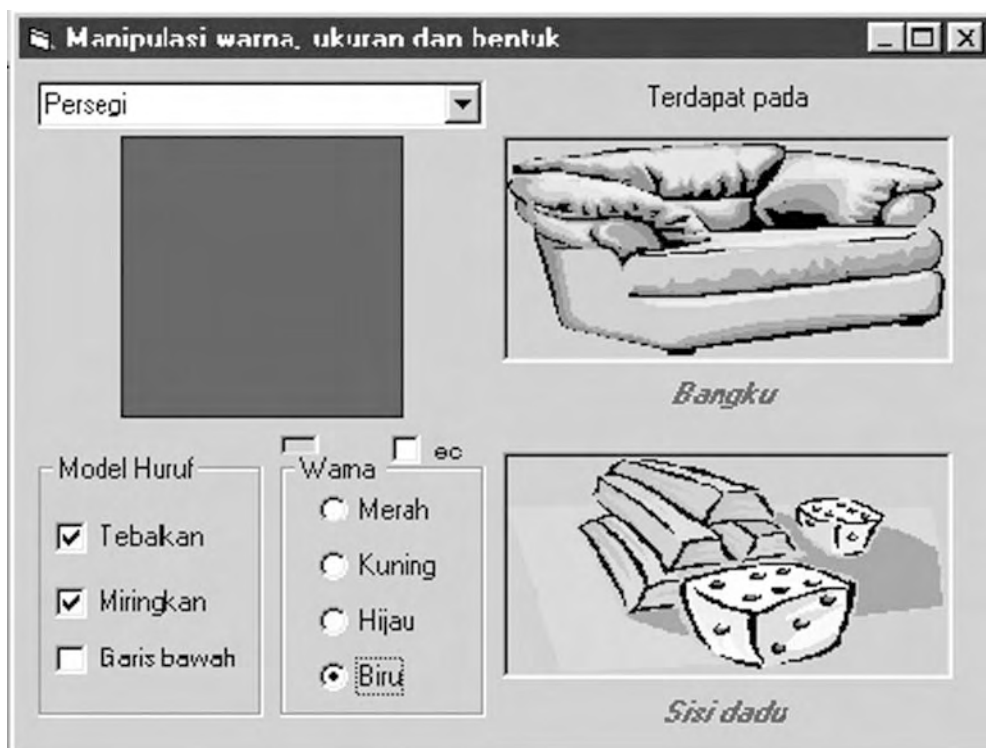 Manipulasi warna, ukuran dan bentuk
Persegi
Terdapat pada
Bangku
ec
Model Huruf
Tebalkan
Miringkan
Garis bawah
Warna
Merah
Kuning
Hijau
Biru
Sisi dadu